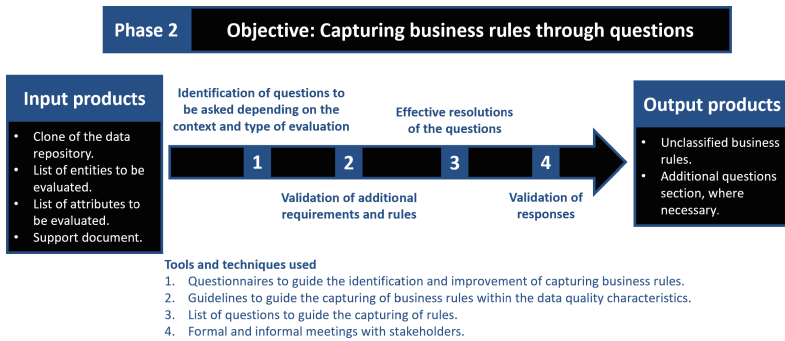 Phase 2
Objective: Capturing business rules through questions
Input products
• Clone of the data
repository.
• List of entities to be
evaluated.
• List of attributes to
be evaluated.
• Support document.
Identification of questions to
be asked depending on the
context and type of evaluation
Effective resolutions
of the questions
1
2
3
4
Validation of additional
requirements and rules
Validation of
responses
Output products
• Unclassified business
rules.
• Additional questions
section, where
necessary.
Tools and techniques used
1. Questionnaires to guide the identification and improvement of capturing business rules.
2. Guidelines to guide the capturing of business rules within the data quality characteristics.
3. List of questions to guide the capturing of rules.
4. Formal and informal meetings with stakeholders.